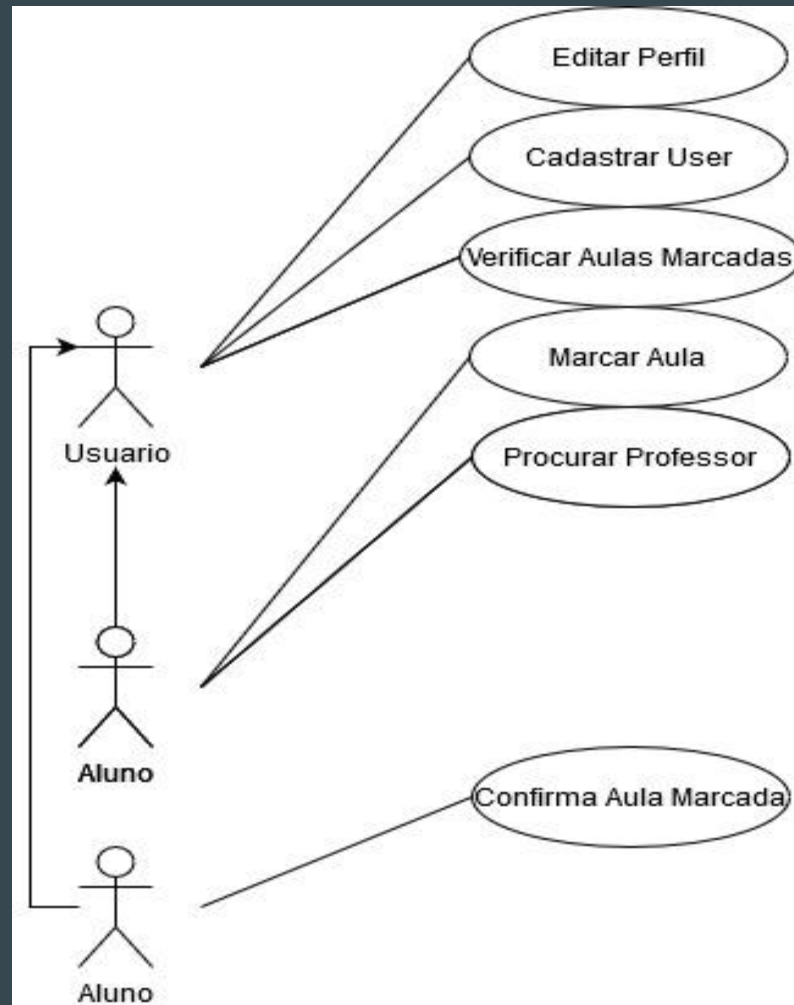 Editar Perfil
Cadastrar User
Verificar Aulas Marcadas
Marcar Aula
Usuario
Procurar Professor
Aluno
Confirma Aula Marcada
Aluno